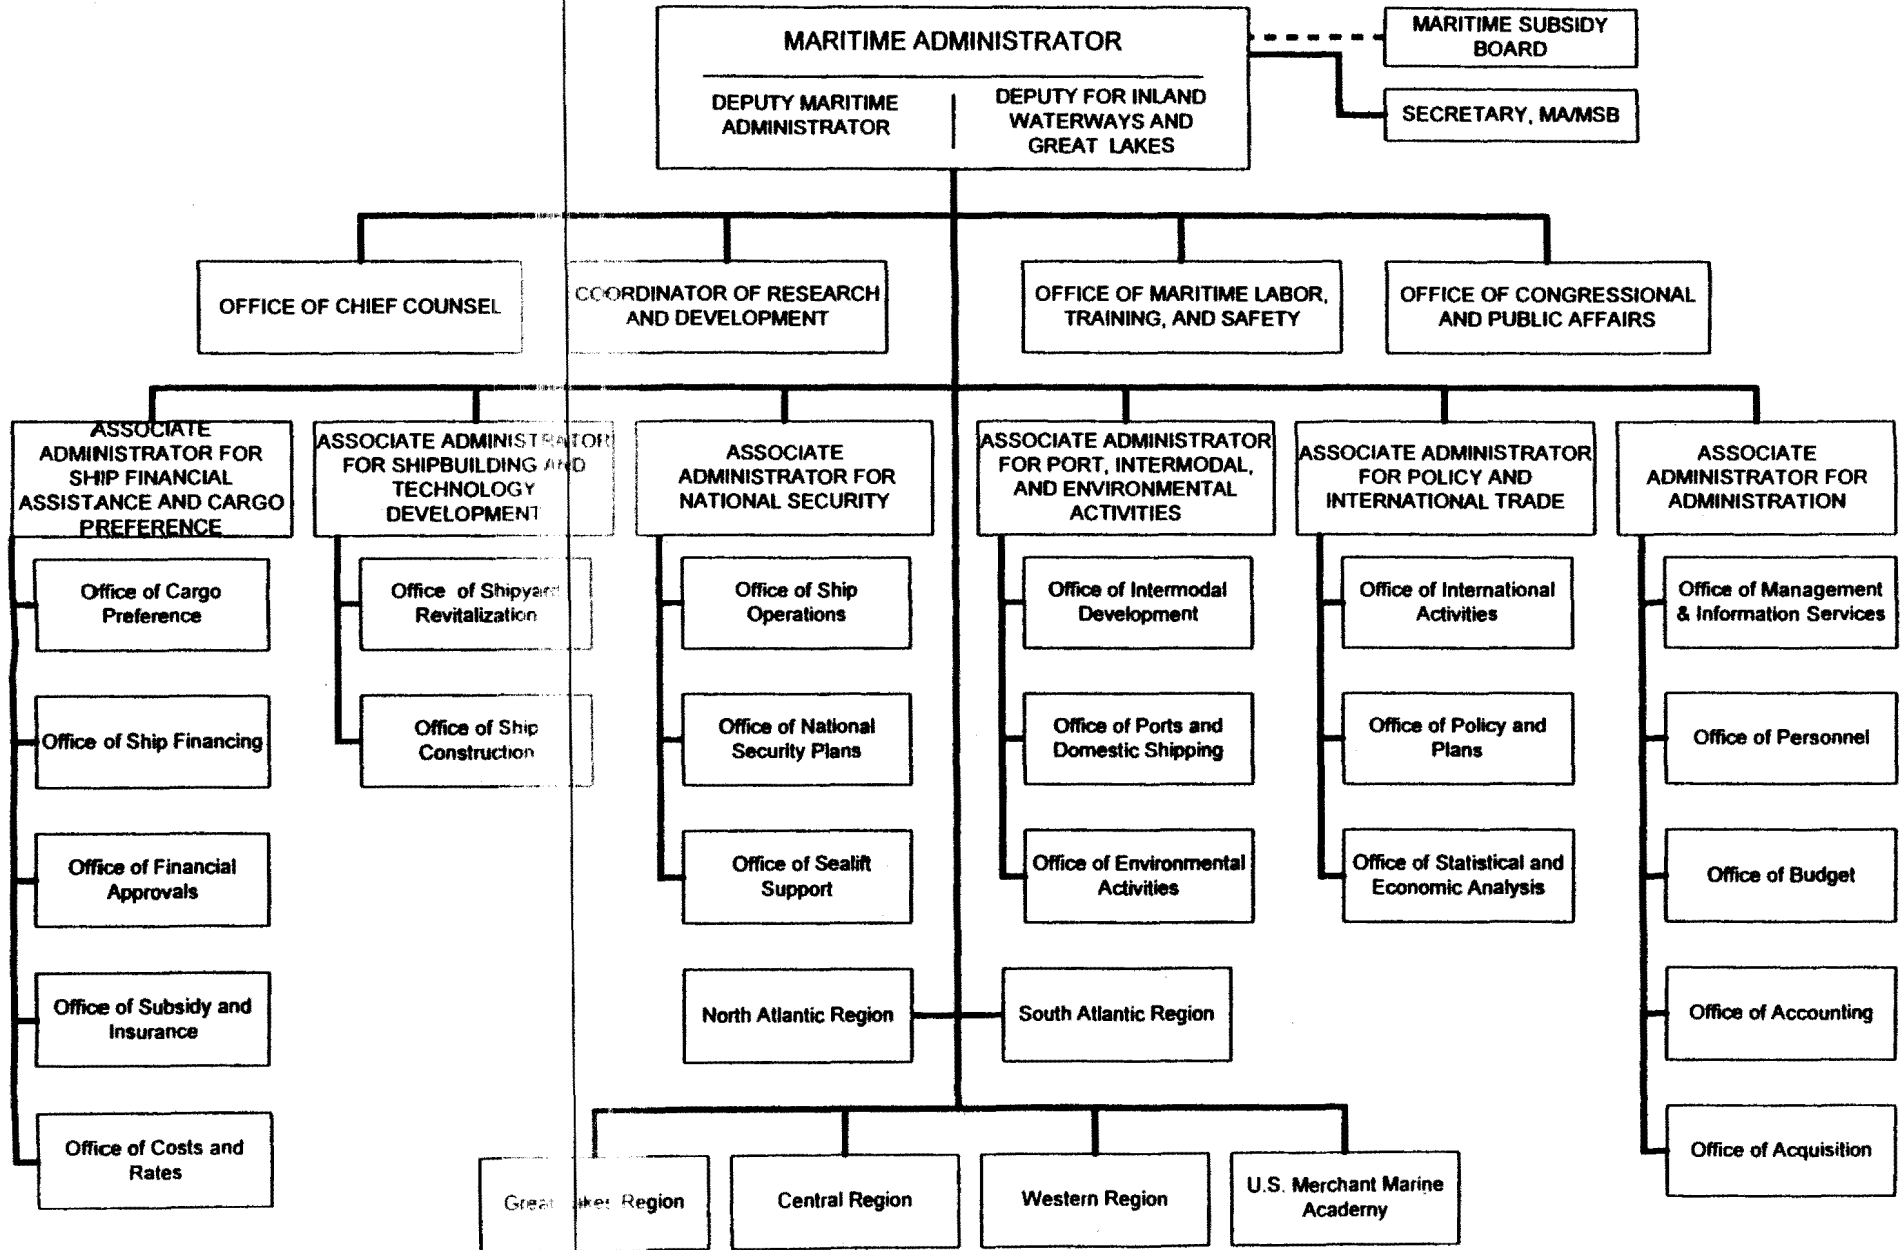 MARITIME ADMINISTRATOR
DEPUTY MARITIME
ADMINISTRATOR
DEPUTY FOR INLAND
WATERWAYS AND
GREAT LAKES
MARITIME SUBSIDY
BOARD
SECRETARY, MA/MSB
OFFICE OF CHIEF COUNSEL
COORDINATOR OF RESEARCH
AND DEVELOPMENT
OFFICE OF MARITIME LABOR,
TRAINING, AND SAFETY
OFFICE OF CONGRESSIONAL
AND PUBLIC AFFAIRS
ASSOCIATE
ADMINISTRATOR FOR
SHIP FINANCIAL
ASSISTANCE AND CARGO
PREFERENCE
ASSOCIATE ADMINISTRATOR
FOR SHIPBUILDING AND
TECHNOLOGY
DEVELOPMENT
ASSOCIATE
ADMINISTRATOR FOR
NATIONAL SECURITY
ASSOCIATE ADMINISTRATOR
FOR PORT, INTERMODAL,
AND ENVIRONMENTAL
ACTIVITIES
ASSOCIATE ADMINISTRATOR
FOR POLICY AND
INTERNATIONAL TRADE
ASSOCIATE
ADMINISTRATOR FOR
ADMINISTRATION
Office of Cargo
Preference
Office of Shipyard
Revitalization
Office of Ship
Operations
Office of Intermodal
Development
Office of International
Activities
Office of Management
& Information Services
Office of Ship Financing
Office of Ship
Construction
Office of National
Security Plans
Office of Ports and
Domestic Shipping
Office of Policy and
Plans
Office of Personnel
Office of Financial
Approvals
Office of Sealift
Support
Office of Environmental
Activities
Office of Statistical and
Economic Analysis
Office of Budget
Office of Subsidy and
Insurance
North Atlantic Region
South Atlantic Region
Office of Accounting
Office of Costs and
Rates
Great Lakes Region
Central Region
Western Region
U.S. Merchant Marine
Academy
Office of Acquisition